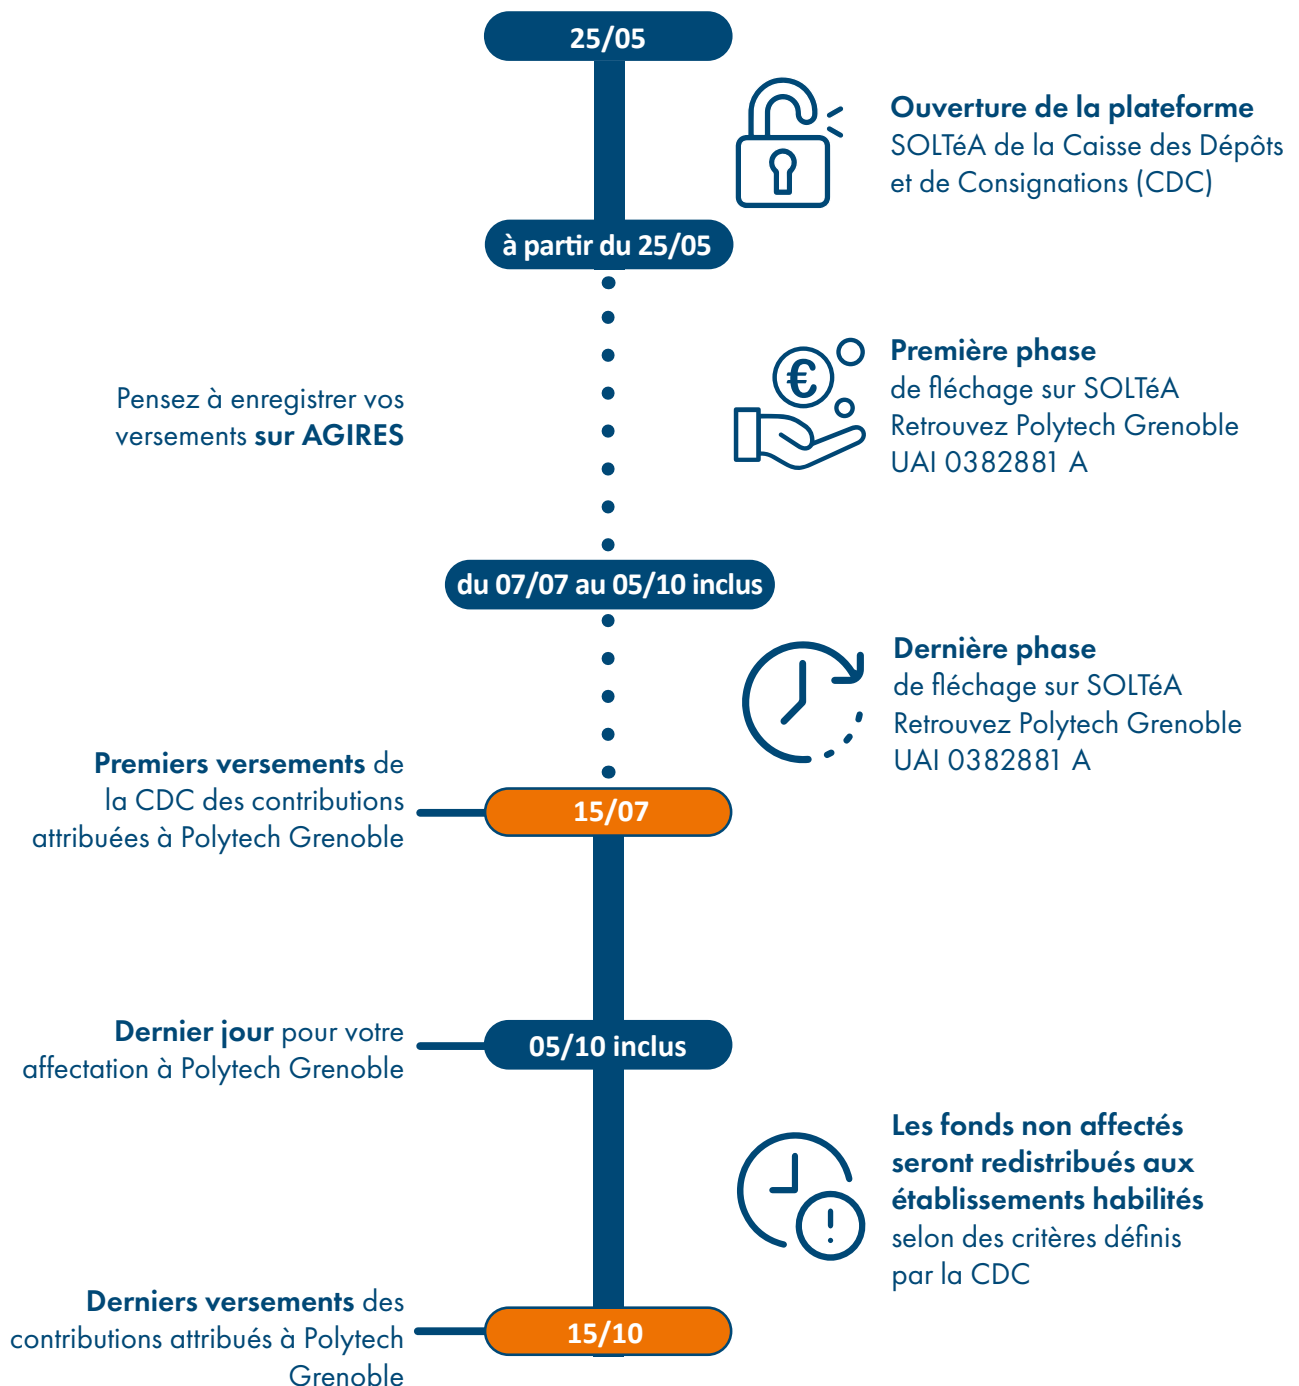 25/05
Ouverture de la plateforme
SOLTéA de la Caisse des Dépôts
et de Consignations (CDC)
à partir du 25/05
Première phase
de fléchage sur SOLTéA
Retrouvez Polytech Grenoble
UAI 0382881 A
Pensez à enregistrer vos
versements sur AGIRES
du 07/07 au 05/10 inclus
Dernière phase
de fléchage sur SOLTéA
Retrouvez Polytech Grenoble
UAI 0382881 A
Premiers versements de
la CDC des contributions
attribuées à Polytech Grenoble
15/07
Dernier jour pour votre
affectation à Polytech Grenoble
05/10 inclus
Les fonds non affectés
seront redistribués aux
établissements habilités
selon des critères définis
par la CDC
Derniers versements des
contributions attribués à Polytech
Grenoble
15/10